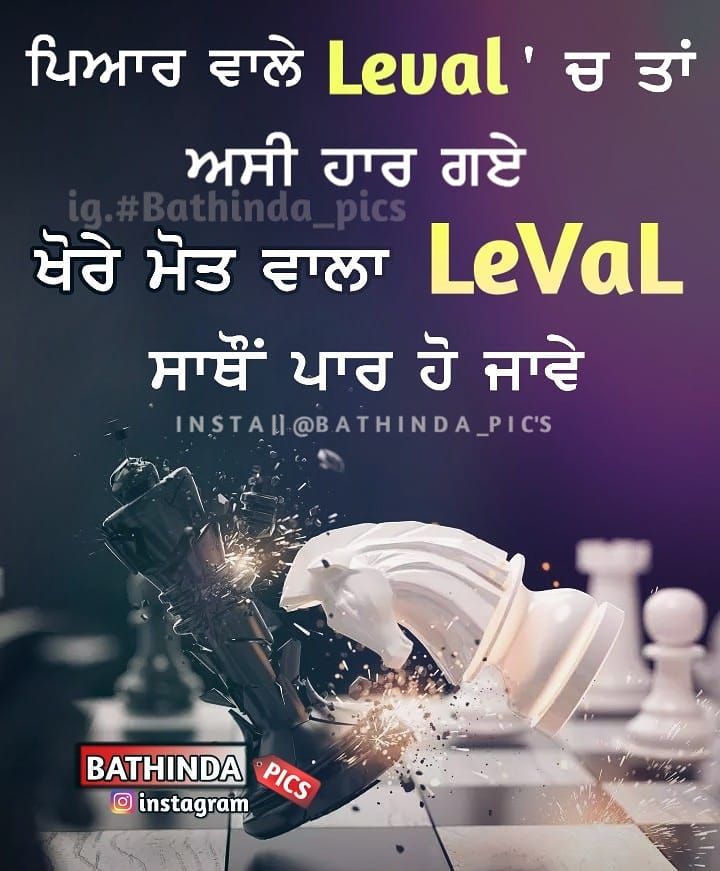 ਪਿਆਰ ਵਾਲੇ Leval ' ਚ ਤਾਂ
ਅਸੀ ਹਾਰ ਗਏ
ig.#Bathinda_pics
ਖੋਰੇ ਮੋਤ ਵਾਲਾ LeVaL
ਸਾਥੌਂ ਪਾਰ ਹੋ ਜਾਵੇ
INSTA||@BATHINDA_PIC'S
BATHINDA
PICS
instagram